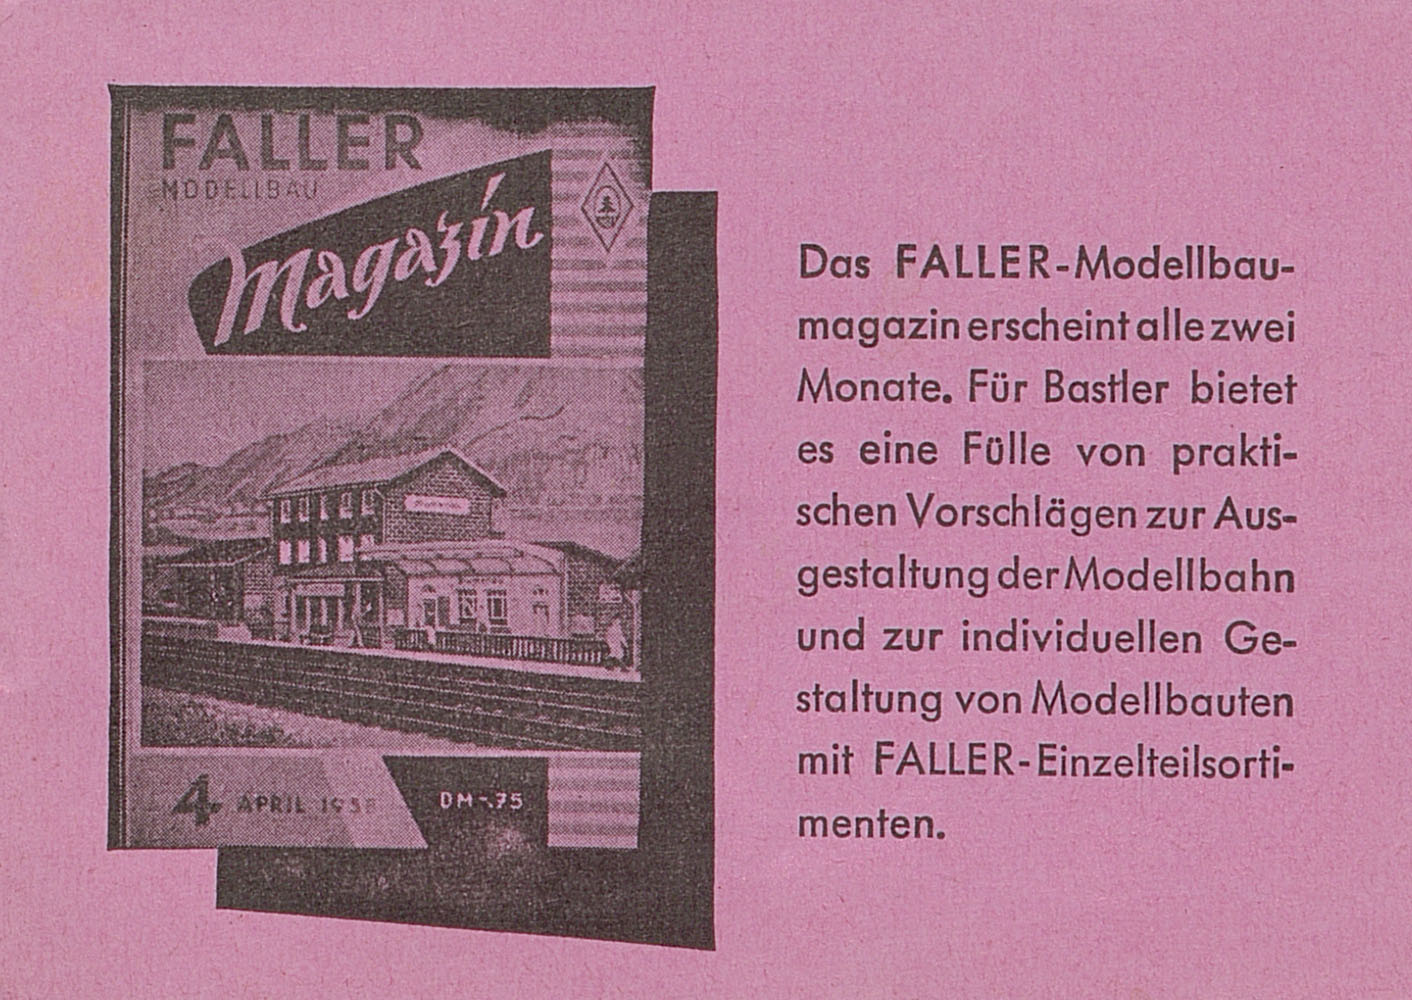 FALLER
MODELLBAU
Magazin
4 APRIL
DM -.75
Das FALLER-Modellbau-
magazin erscheint alle zwei
Monate. Für Bastler bietet
es eine Fülle von prakti-
schen Vorschlägen zur Aus-
gestaltung der Modellbahn
und zur individuellen Ge-
staltung von Modellbauten
mit FALLER-Einzelteilsorti-
menten.